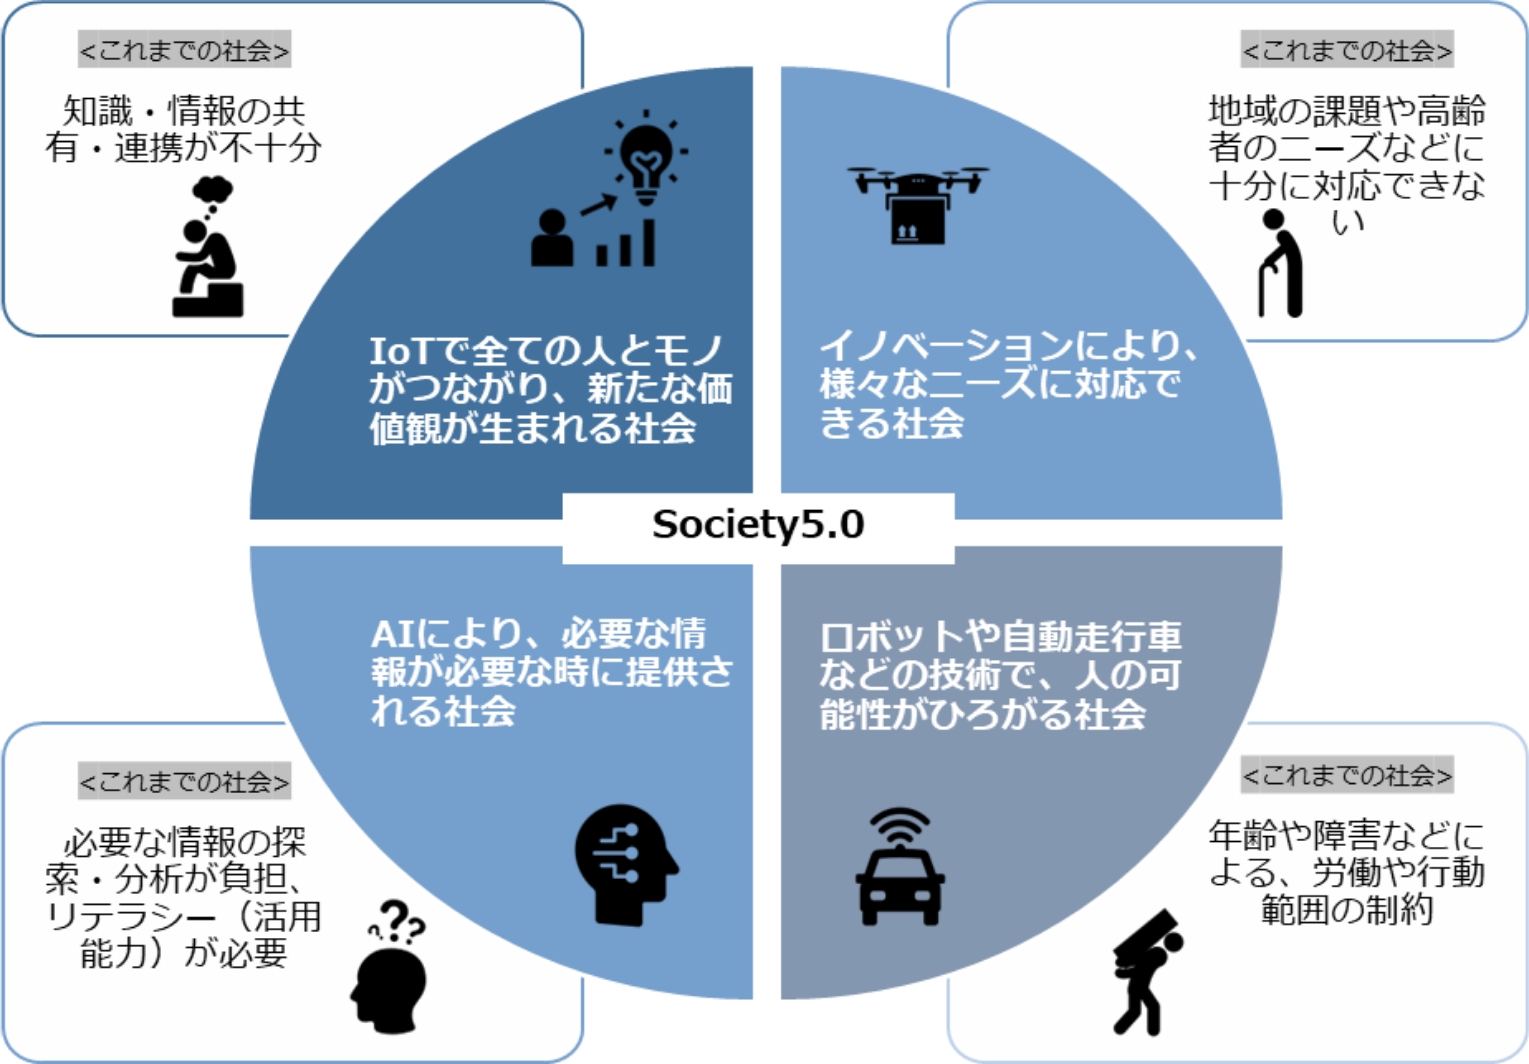 <これまでの社会>
知識・情報の共
有・連携が不十分
<これまでの社会>
地域の課題や高齢
者のニーズなどに
十分に対応できな
い
IoTで全ての人とモノ
がつながり、新たな価
値観が生まれる社会
イノベーションにより、
様々なニーズに対応で
きる社会
Society5.0
AIにより、必要な情
報が必要な時に提供さ
れる社会
ロボットや自動走行車
などの技術で、人の可
能性がひろがる社会
<これまでの社会>
必要な情報の探
索・分析が負担、
リテラシー（活用
能力）が必要
???
<これまでの社会>
年齢や障害などに
よる、労働や行動
範囲の制約